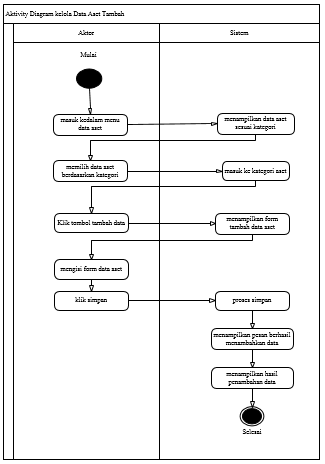 Aktivity Diagram kelola Data Aset Tambah
Aktor
Sistem
Mulai
masuk kedalam menu
data aset
menampilkan data aset
sesuai kategori
memilih data aset
berdasarkan kategori
masuk ke kategori aset
Klik tombol tambah data
menampilkan form
tambah data aset
mengisi form data aset
klik simpan
proses simpan
menampilkan pesan berhasil
menambahkan data
menampilkan hasil
penambahan data
Selesai